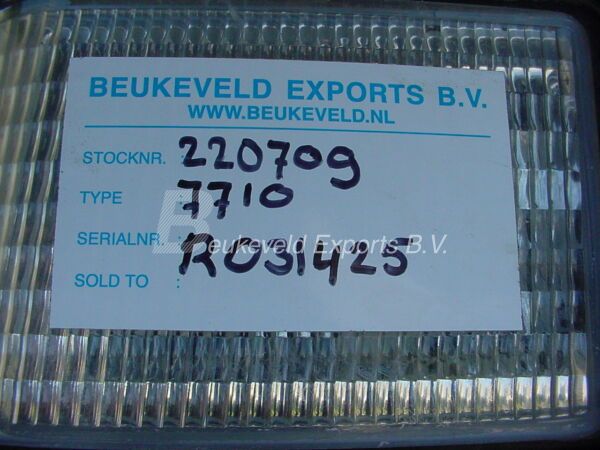 BEUKEVELD EXPORTS B.V.
WWW.BEUKEVELD.NL
STOCKNR. : 220709
TYPE : 7710
SERIALNR. : R031425
Beukeveld Exports B.V.
SOLD TO :